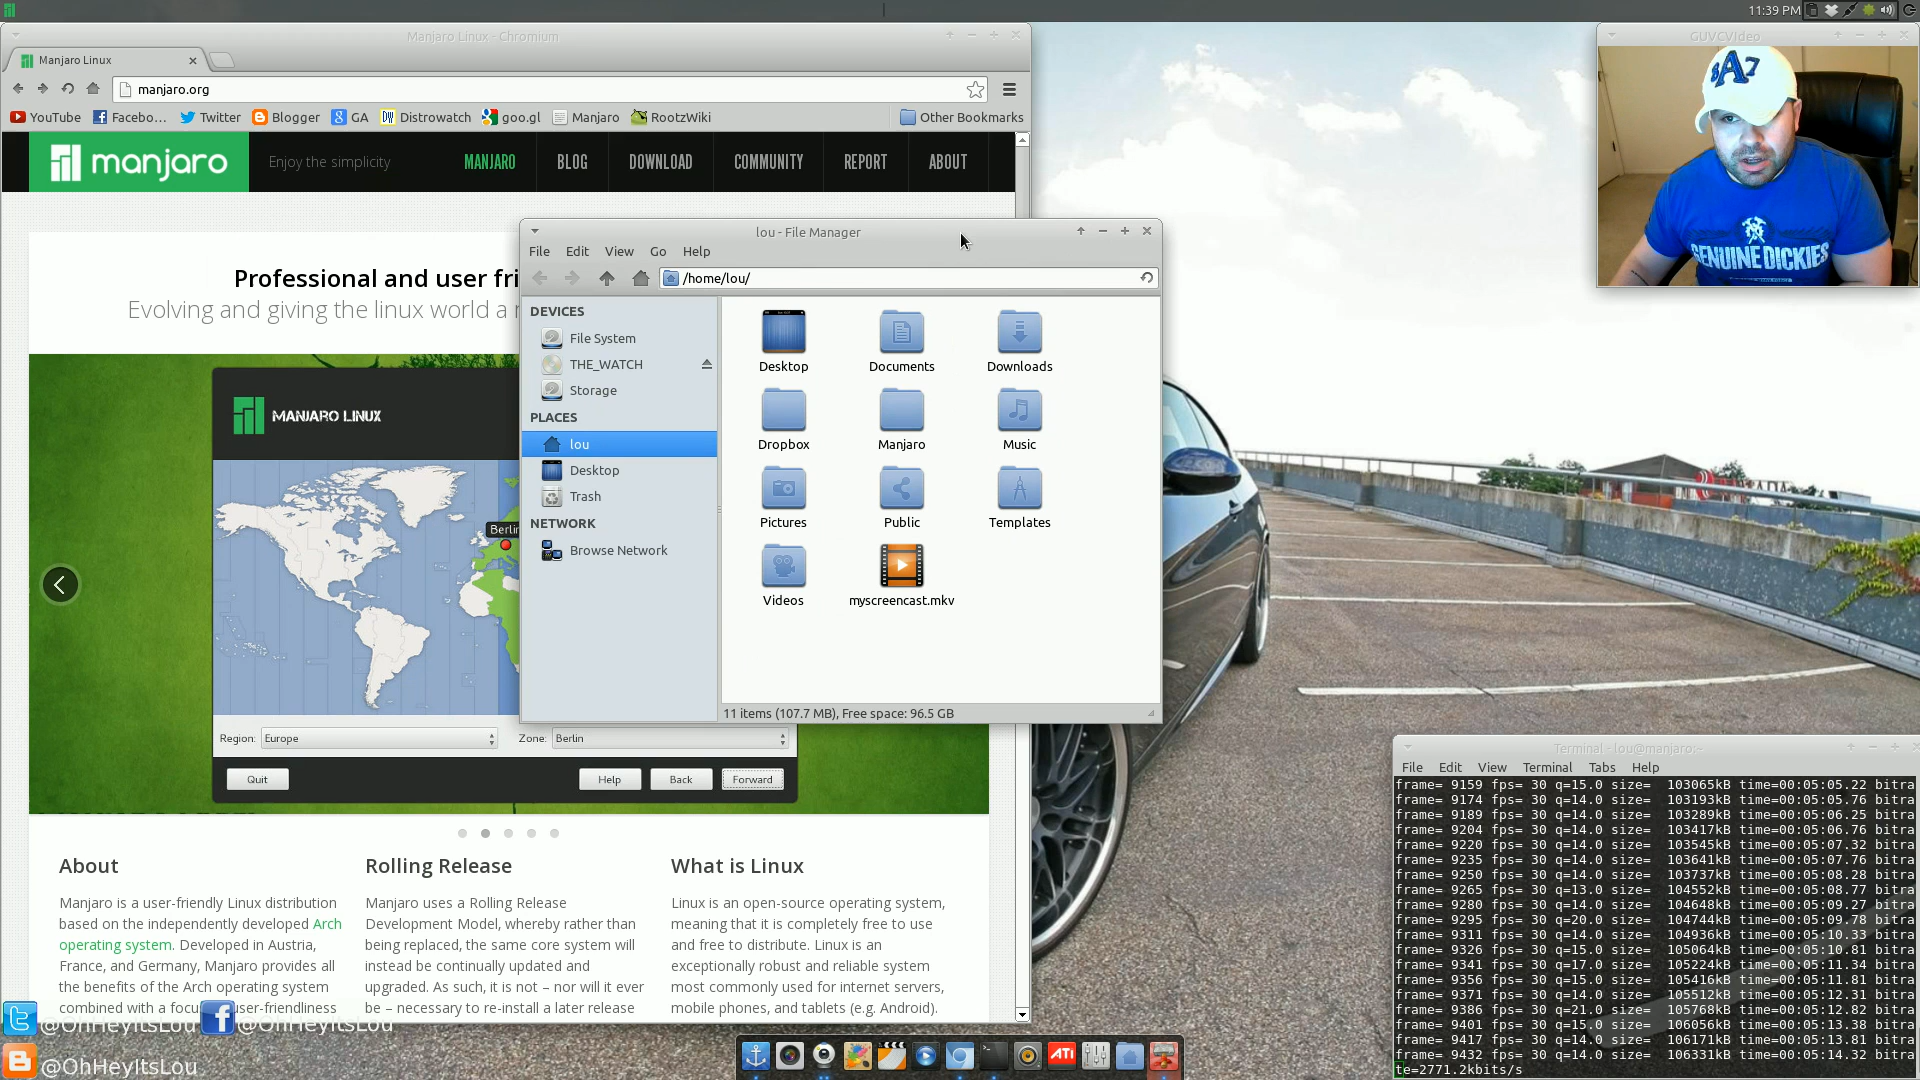 11:39 PM
Manjaro Linux - Chromium
Manjaro Linux
manjaro.org
YouTube
Facebo...
Twitter
Blogger
GA
Distrowatch
goo.gl
Manjaro
RootzWiki
Other Bookmarks
manjaro
Enjoy the simplicity
MANJARO
BLOG
DOWNLOAD
COMMUNITY
REPORT
ABOUT
Professional and user fri
Evolving and giving the linux world a
MANJARO LINUX
Berlin
Region: Europe
Zone: Berlin
Quit
Help
Back
Forward
About
Manjaro is a user-friendly Linux distribution
based on the independently developed Arch
operating system. Developed in Austria,
France, and Germany, Manjaro provides all
the benefits of the Arch operating system
combined with a focu user-friendliness
Rolling Release
Manjaro uses a Rolling Release
Development Model, whereby rather than
being replaced, the same core system will
instead be continually updated and
upgraded. As such, it is not – nor will it ever
be – necessary to re-install a later release
What is Linux
Linux is an open-source operating system,
meaning that it is completely free to use
and free to distribute. Linux is an
exceptionally robust and reliable system
most commonly used for internet servers,
mobile phones, and tablets (e.g. Android).
@OhHeyItsLou
@OhHeyItsLou
@OhHeyItsLou
lou - File Manager
File Edit View Go Help
/home/lou/
DEVICES
File System
THE_WATCH
Storage
PLACES
lou
Desktop
Trash
NETWORK
Browse Network
Desktop
Documents
Downloads
Dropbox
Manjaro
Music
Pictures
Public
Templates
Videos
myscreencast.mkv
11 items (107.7 MB), Free space: 96.5 GB
GUVCVIdeo
A7
GENUINE DICKIES
Terminal - lou@manjaro:~
File Edit View Terminal Tabs Help
frame= 9159 fps= 30 q=15.0 size= 103065kB time=00:05:05.22 bitra
frame= 9174 fps= 30 q=14.0 size= 103193kB time=00:05:05.76 bitra
frame= 9189 fps= 30 q=14.0 size= 103289kB time=00:05:06.25 bitra
frame= 9204 fps= 30 q=14.0 size= 103417kB time=00:05:06.76 bitra
frame= 9220 fps= 30 q=14.0 size= 103545kB time=00:05:07.32 bitra
frame= 9235 fps= 30 q=14.0 size= 103641kB time=00:05:07.76 bitra
frame= 9250 fps= 30 q=14.0 size= 103737kB time=00:05:08.28 bitra
frame= 9265 fps= 30 q=13.0 size= 104552kB time=00:05:08.77 bitra
frame= 9280 fps= 30 q=14.0 size= 104648kB time=00:05:09.27 bitra
frame= 9295 fps= 30 q=20.0 size= 104744kB time=00:05:09.78 bitra
frame= 9311 fps= 30 q=14.0 size= 104936kB time=00:05:10.33 bitra
frame= 9326 fps= 30 q=15.0 size= 105064kB time=00:05:10.81 bitra
frame= 9341 fps= 30 q=17.0 size= 105224kB time=00:05:11.34 bitra
frame= 9356 fps= 30 q=15.0 size= 105416kB time=00:05:11.81 bitra
frame= 9371 fps= 30 q=14.0 size= 105512kB time=00:05:12.31 bitra
frame= 9386 fps= 30 q=21.0 size= 105768kB time=00:05:12.82 bitra
frame= 9401 fps= 30 q=15.0 size= 106056kB time=00:05:13.38 bitra
frame= 9417 fps= 30 q=14.0 size= 106171kB time=00:05:13.81 bitra
frame= 9432 fps= 30 q=14.0 size= 106331kB time=00:05:14.32 bitra
te=2771.2kbits/s
ATI